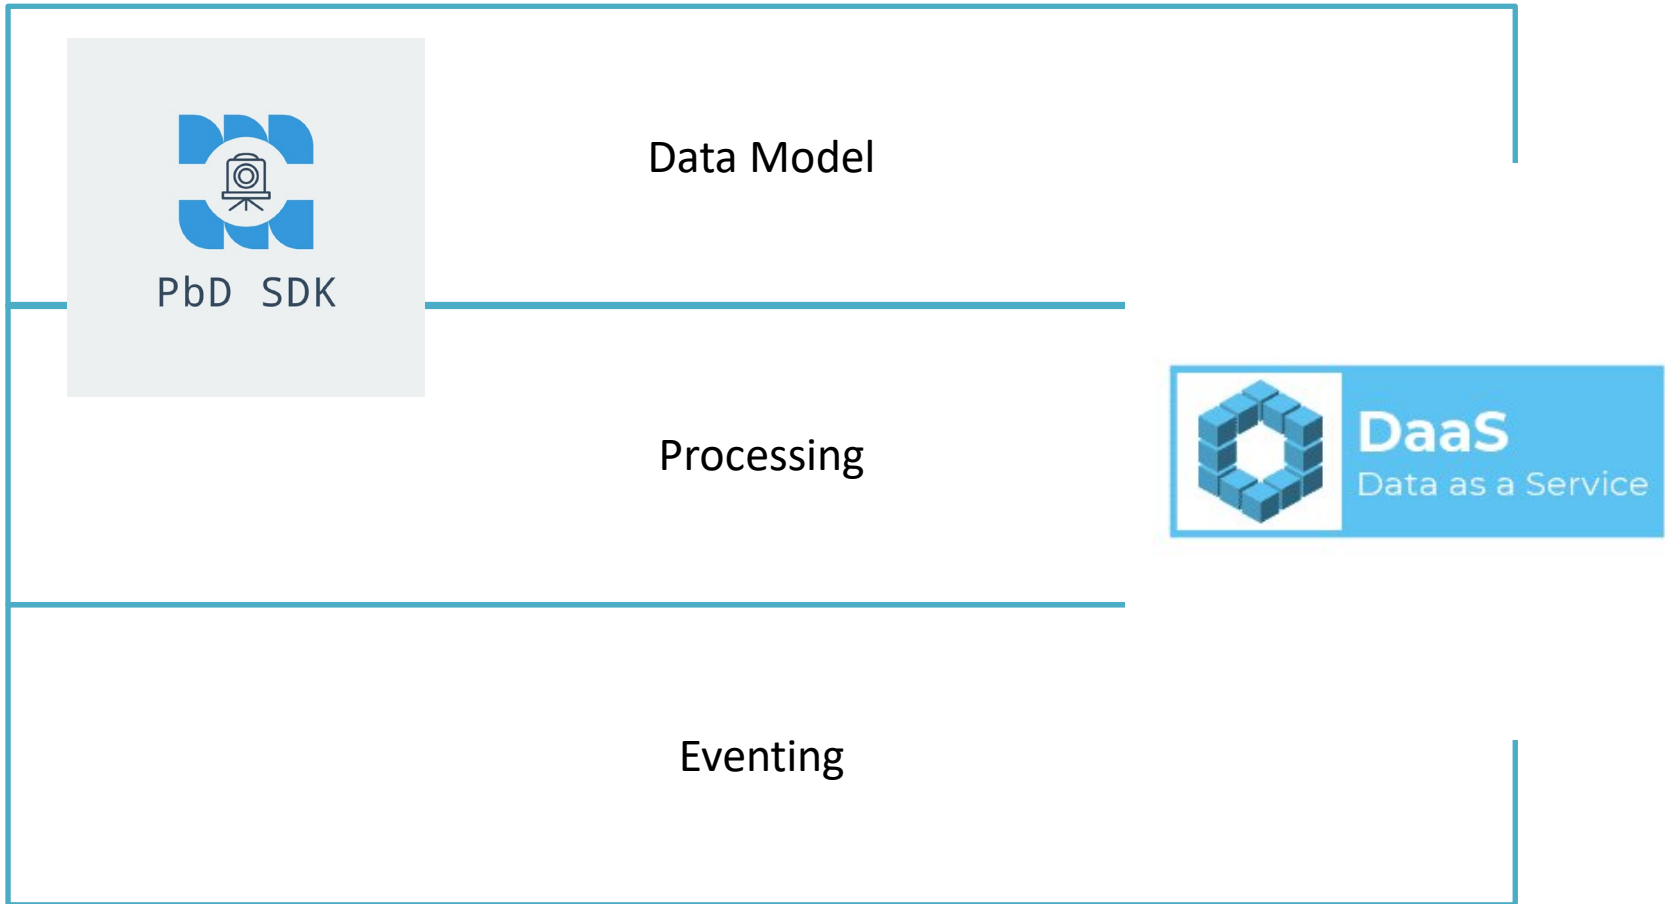 Data Model
PbD SDK
Processing
DaaS
Data as a Service
Eventing